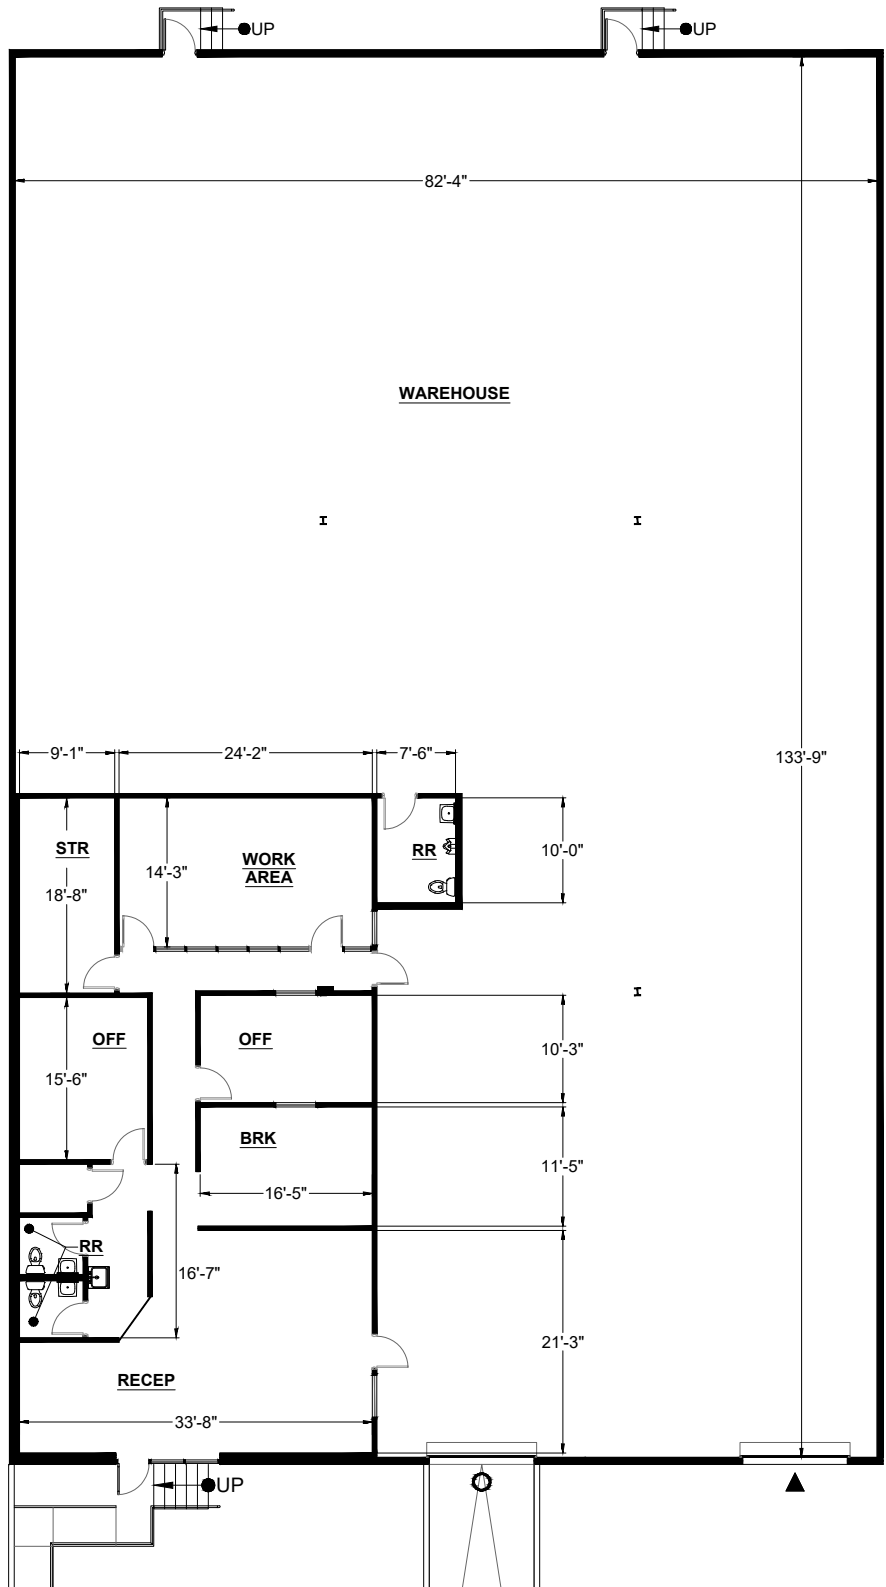 UP
UP
82'-4"
WAREHOUSE
9'-1"
24'-2"
7'-6"
133'-9"
STR
18'-8"
14'-3"
WORK
AREA
RR
10'-0"
OFF
15'-6"
OFF
10'-3"
BRK
16'-5"
11'-5"
RR
16'-7"
21'-3"
RECEP
33'-8"
UP